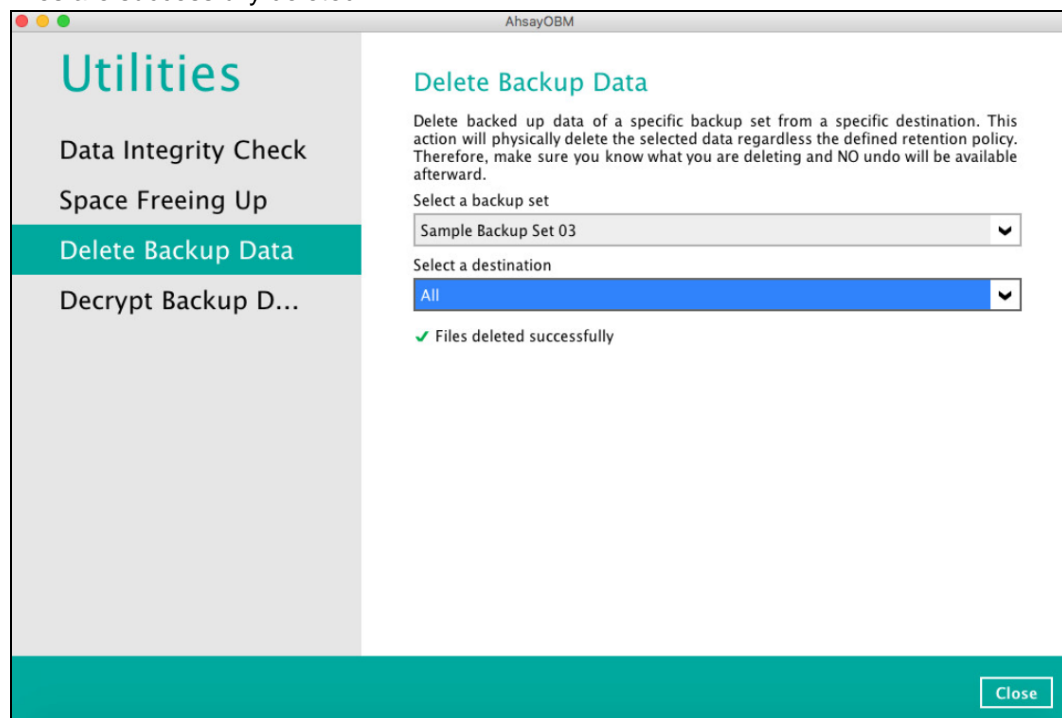 AhsayOBM
Utilities
Data Integrity Check
Space Freeing Up
Delete Backup Data
Decrypt Backup D...
Delete Backup Data
Delete backed up data of a specific backup set from a specific destination. This
action will physically delete the selected data regardless the defined retention policy.
Therefore, make sure you know what you are deleting and NO undo will be available
afterward.
Select a backup set
Sample Backup Set 03
Select a destination
All
Files deleted successfully
Close